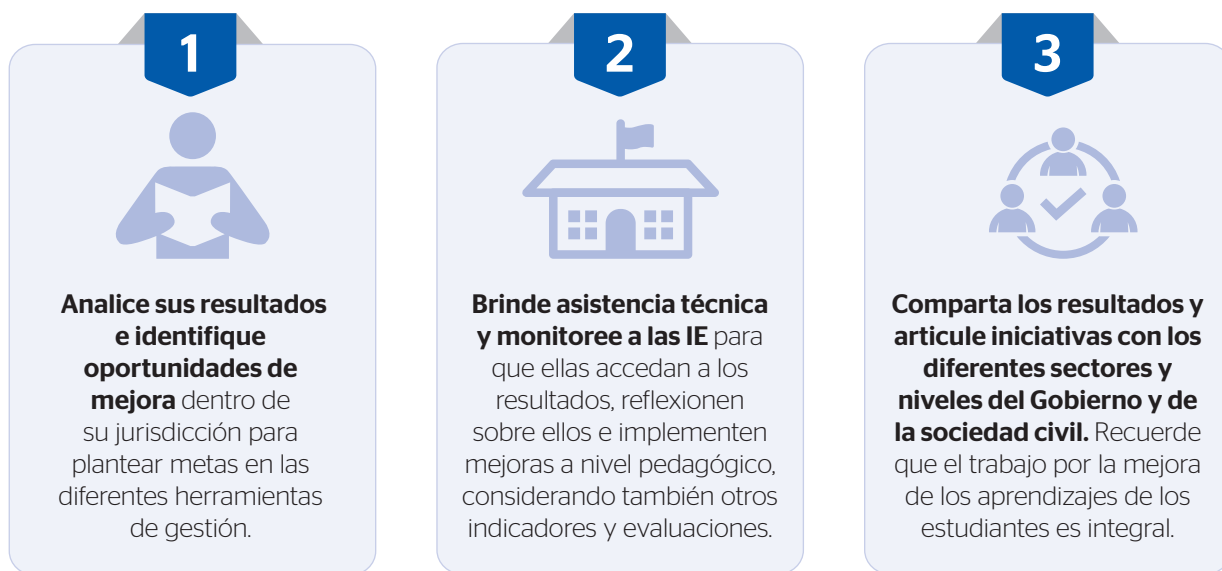 1
Analice sus resultados
e identifique
oportunidades de
mejora dentro de
su jurisdicción para
plantear metas en las
diferentes herramientas
de gestión.
2
Brinde asistencia técnica
y monitoree a las IE para
que ellas accedan a los
resultados, reflexionen
sobre ellos e implementen
mejoras a nivel pedagógico,
considerando también otros
indicadores y evaluaciones.
3
Comparta los resultados y
articule iniciativas con los
diferentes sectores y
niveles del Gobierno y de
la sociedad civil. Recuerde
que el trabajo por la mejora
de los aprendizajes de los
estudiantes es integral.